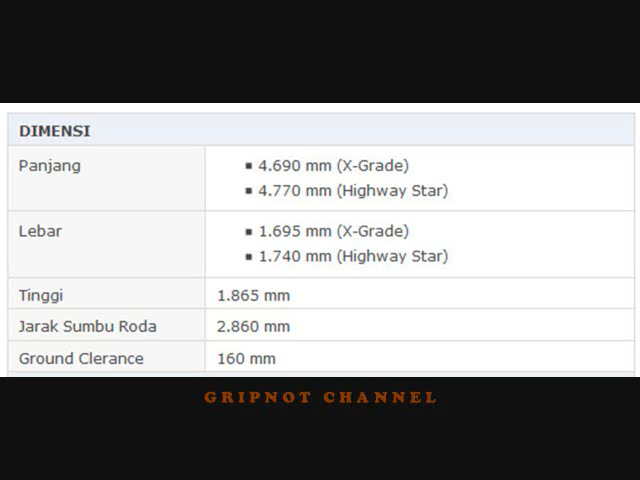 DIMENSI
Panjang
▪ 4.690 mm (X-Grade)
▪ 4.770 mm (Highway Star)
Lebar
▪ 1.695 mm (X-Grade)
▪ 1.740 mm (Highway Star)
Tinggi 1.865 mm
Jarak Sumbu Roda 2.860 mm
Ground Clerance 160 mm
GRIPNOT CHANNEL